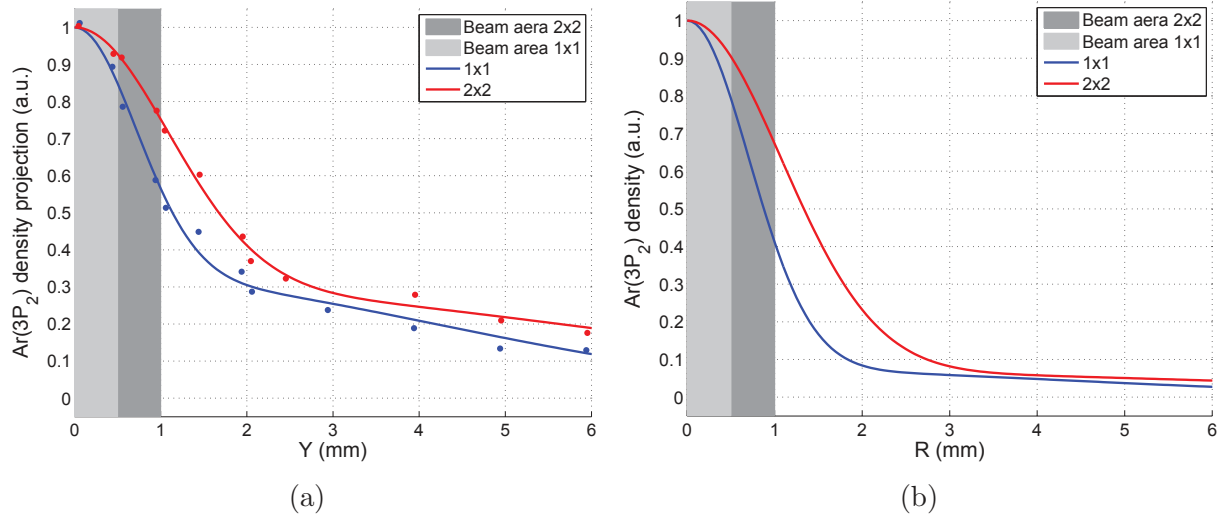 Ar(3P_2) density projection (a.u.)
1
0.9
0.8
0.7
0.6
0.5
0.4
0.3
0.2
0.1
0
0 1 2 3 4 5 6
Y (mm)
Beam aera 2x2
Beam area 1x1
1x1
2x2
(a)
Ar(3P_2) density (a.u.)
1
0.9
0.8
0.7
0.6
0.5
0.4
0.3
0.2
0.1
0
0 1 2 3 4 5 6
R (mm)
Beam aera 2x2
Beam area 1x1
1x1
2x2
(b)